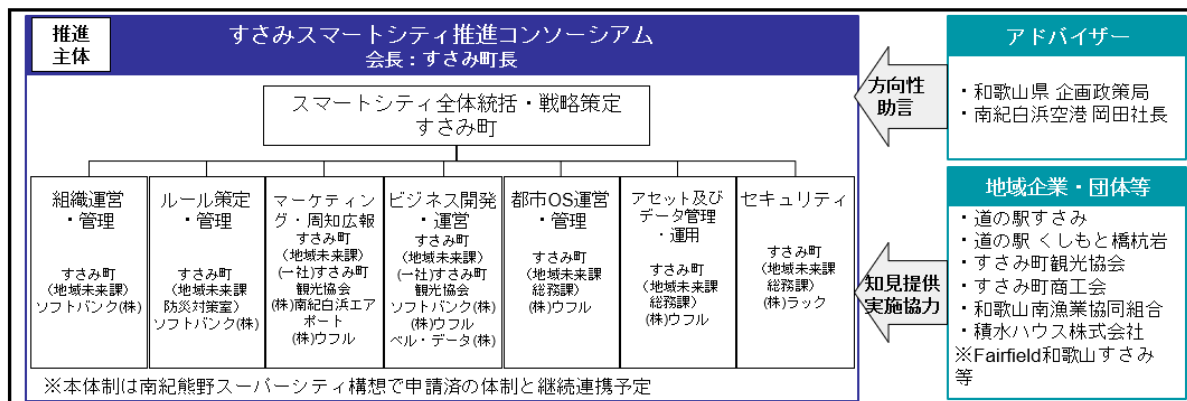 推進
主体
すさみスマートシティ推進コンソーシアム
会長：すさみ町長
スマートシティ全体統括・戦略策定
すさみ町
組織運営
・管理
すさみ町
(地域未来課)
ソフトバンク(株)
ルール策定
・管理
すさみ町
(地域未来課
防災対策室)
ソフトバンク(株)
マーケティン
グ・周知広報
すさみ町
(地域未来課)
(一社)すさみ町
観光協会
(株)南紀白浜エア
ポート
(株)ウフル
ビジネス開発
・運営
すさみ町
(地域未来課)
(一社)すさみ町
観光協会
ソフトバンク(株)
(株)ウフル
ベル・データ(株)
都市OS運営
・管理
すさみ町
(地域未来課
総務課)
(株)ウフル
アセット及び
データ管理
・運用
すさみ町
(地域未来課
総務課)
(株)ウフル
セキュリティ
すさみ町
(地域未来課
総務課)
(株)ラック
※本体制は南紀熊野スーパーシティ構想で申請済の体制と継続連携予定
方向性
助言
アドバイザー
・和歌山県 企画政策局
・南紀白浜空港 岡田社長
知見提供
実施協力
地域企業・団体等
・道の駅すさみ
・道の駅 くしもと橋杭岩
・すさみ町観光協会
・すさみ町商工会
・和歌山南漁業協同組合
・積水ハウス株式会社
※Fairfield和歌山すさみ
等